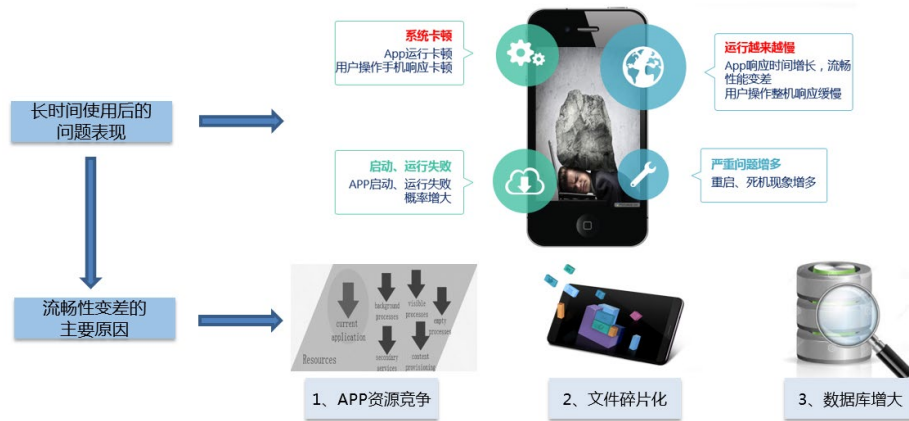 系统卡顿
App运行卡顿
用户操作手机响应卡顿
运行越来越慢
App响应时间增长，流畅
性能变差
用户操作整机响应缓慢
长时间使用后的
问题表现
启动、运行失败
APP启动、运行失败
概率增大
严重问题增多
重启、死机现象增多
流畅性变差的
主要原因
current
application
background
processes
visible
processes
empty
processes
secondary
services
content
provisioning
Resources
1、APP资源竞争
2、文件碎片化
3、数据库增大